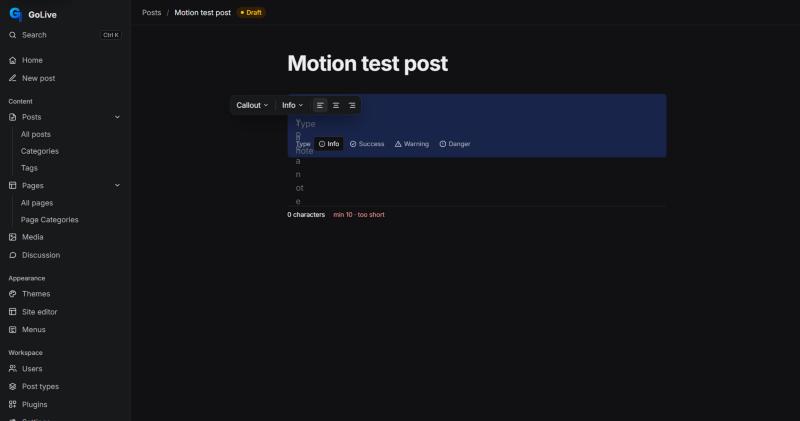 GoLive
Posts / Motion test post Draft
Search Ctrl K
Home
New post
Motion test post
Content
Callout Info
Posts
Type
All posts
note
Type Info Success Warning Danger
Categories
a
Tags
n
Pages
ot
e
All pages
0 characters min 10 · too short
Page Categories
Media
Discussion
Appearance
Themes
Site editor
Menus
Workspace
Users
Post types
Plugins